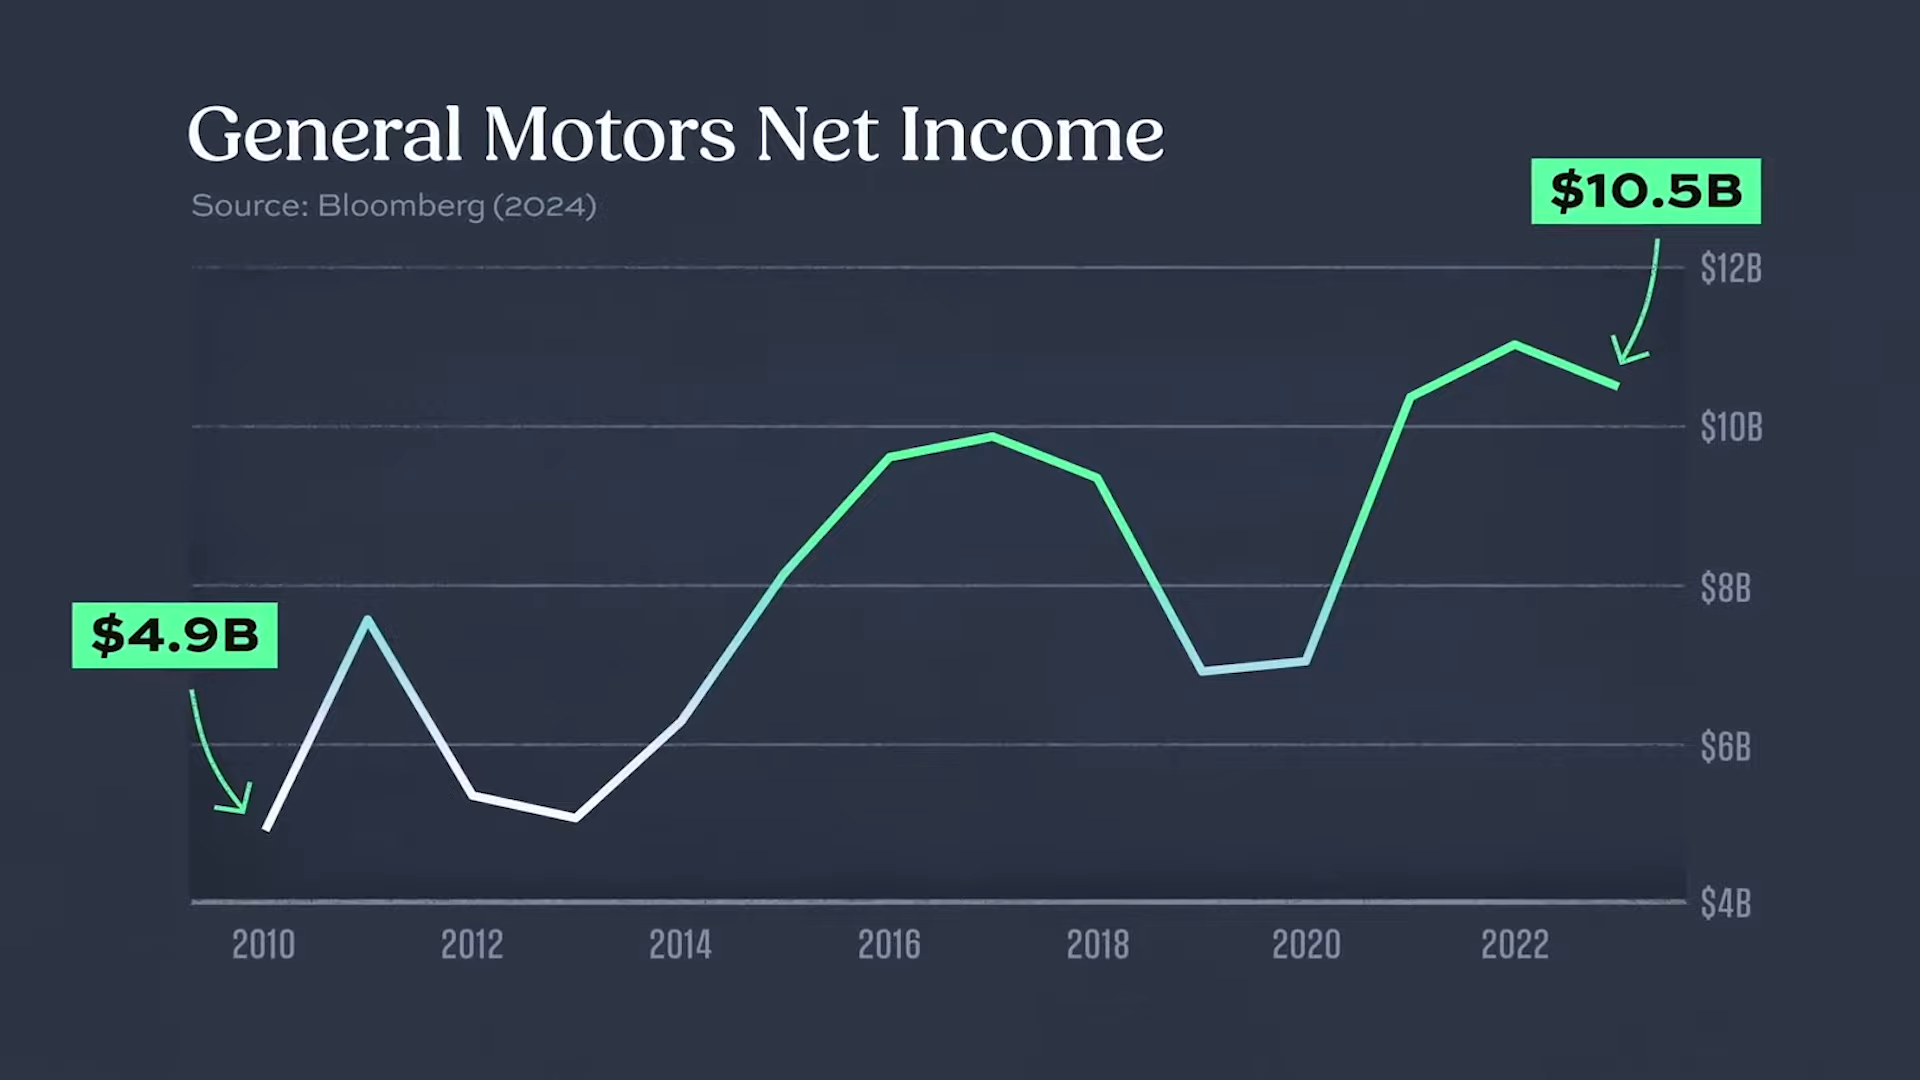 General Motors Net Income
Source: Bloomberg (2024)
$10.5B
$12B
$10B
$8B
$4.9B
$6B
$4B
2010 2012 2014 2016 2018 2020 2022